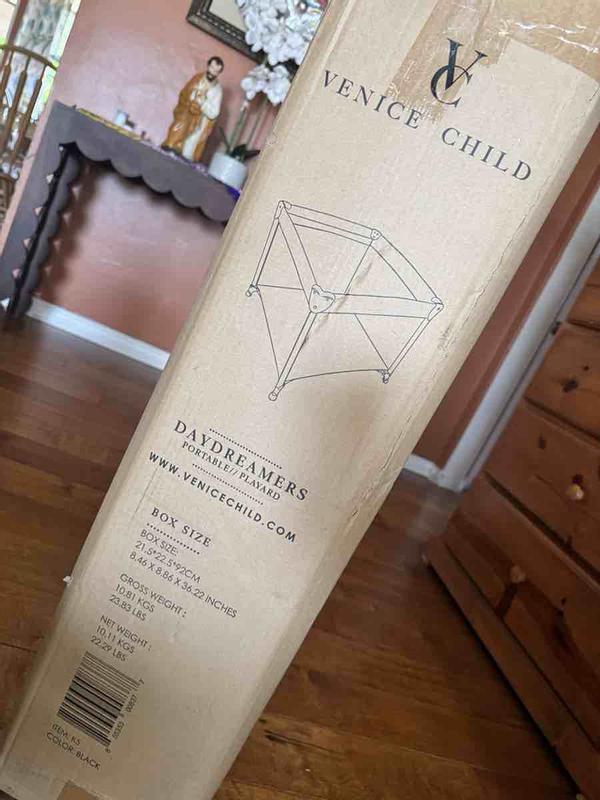 VC
VENICE CHILD
DAYDREAMERS
PORTABLE// PLAYARD
WWW.VENICECHILD.COM
BOX SIZE
BOX SIZE:
21.5*22.5*92CM
8.46 X 8.86 X 36.22 INCHES
GROSS WEIGHT:
10.81 KGS
23.83 LBS
NET WEIGHT:
10.11 KGS
22.29 LBS
ITEM: K5
COLOR: BLACK